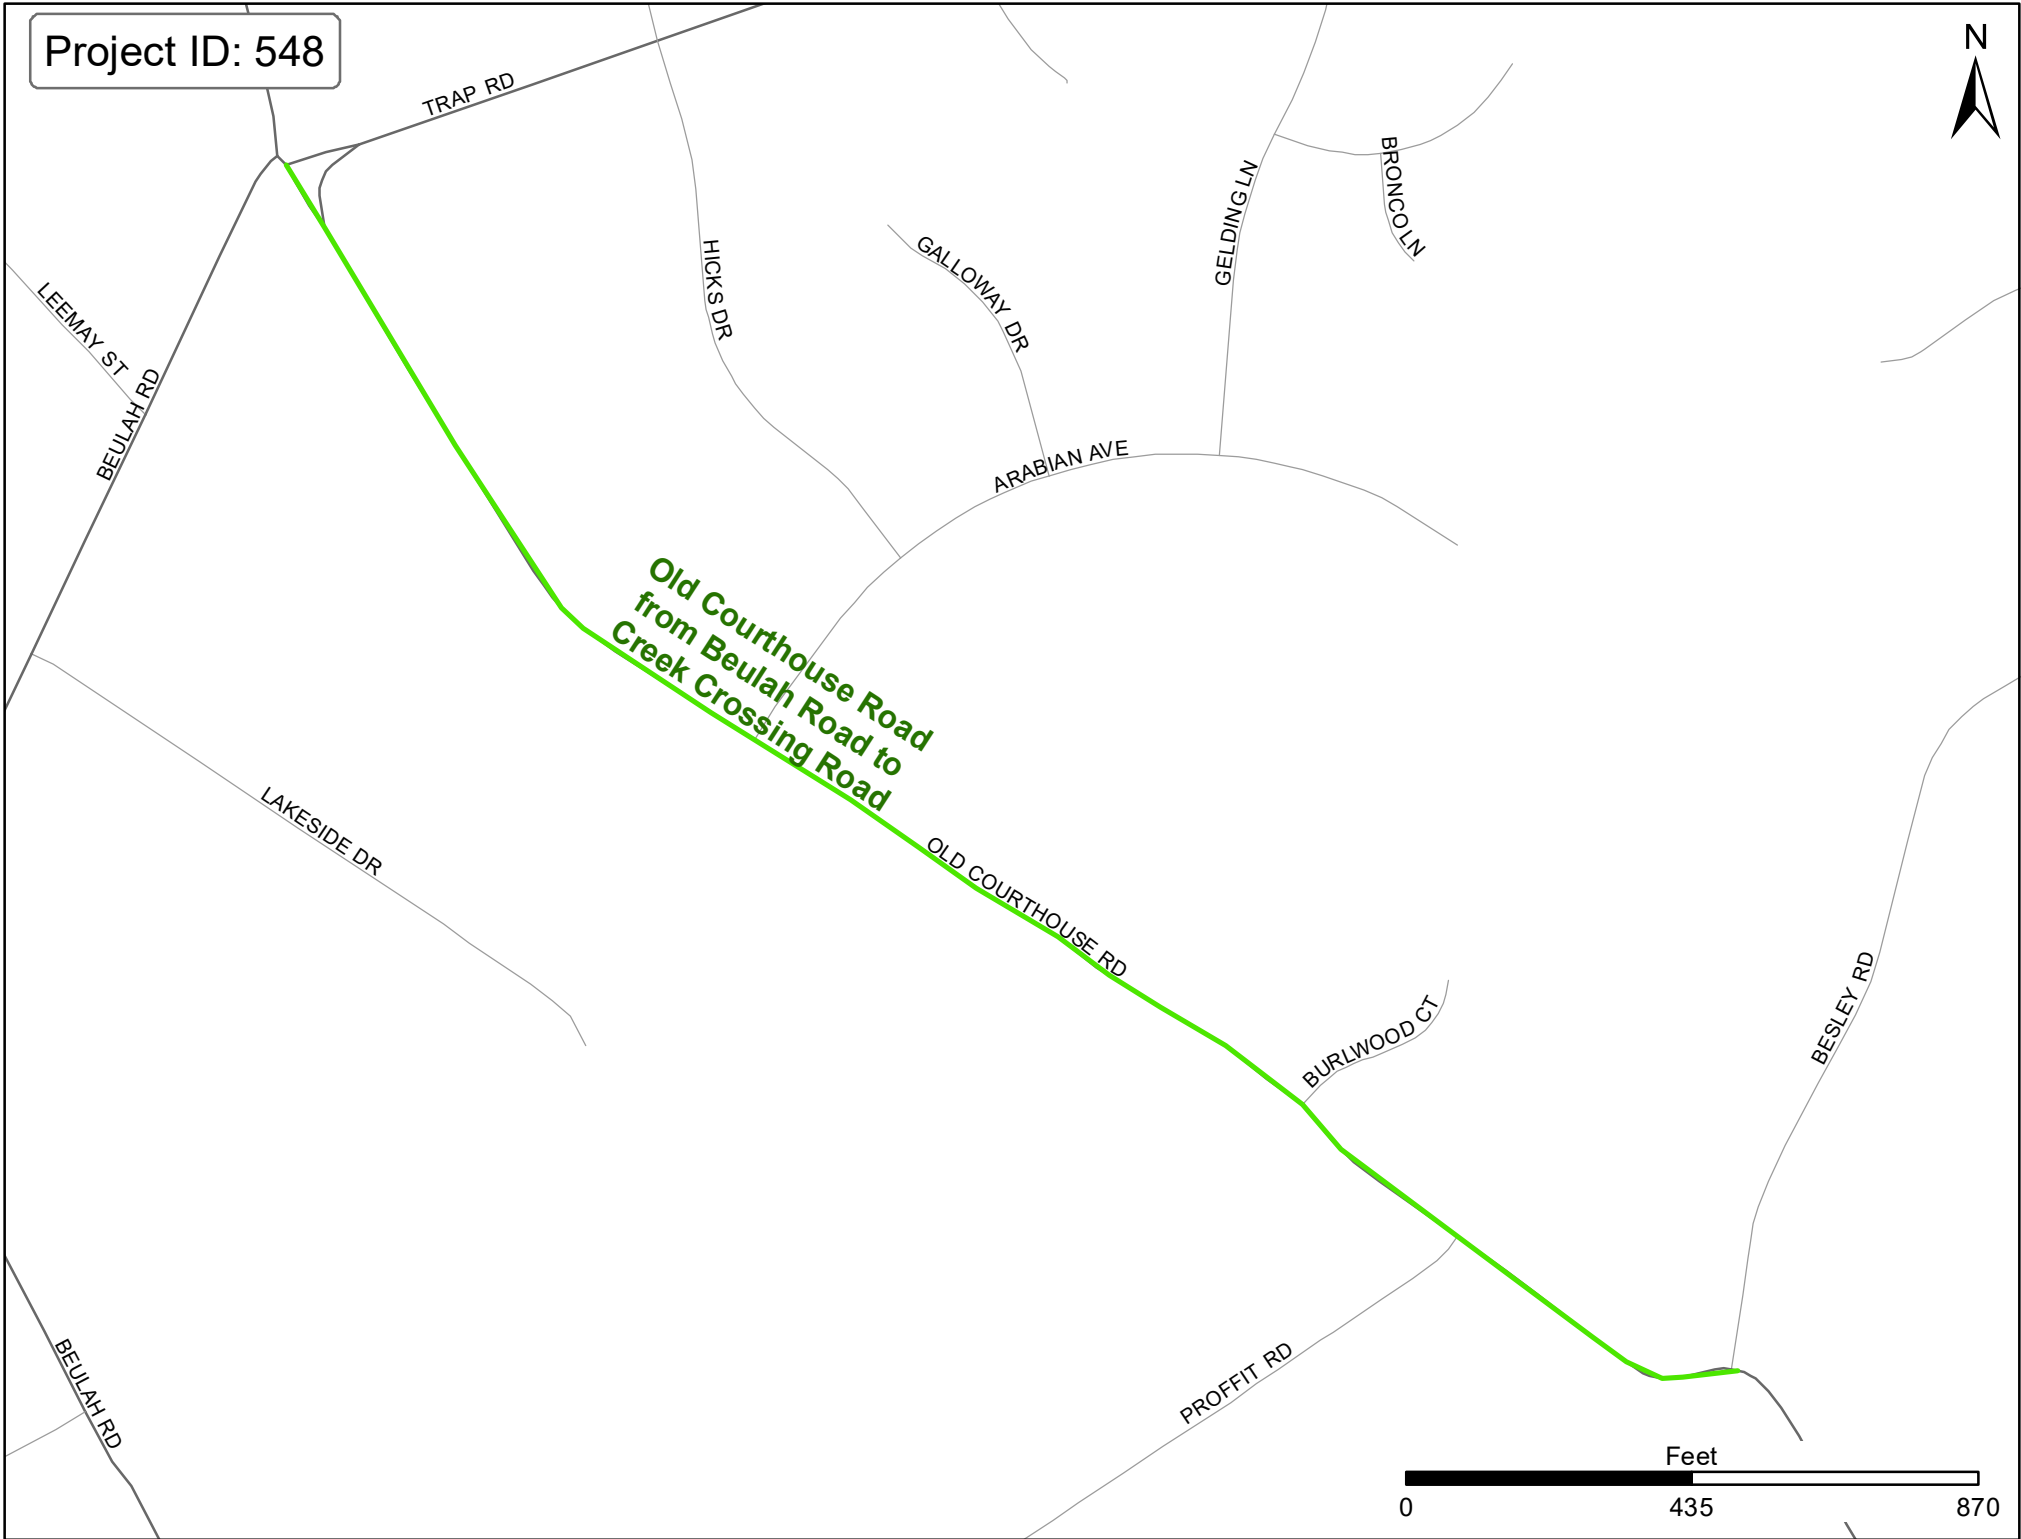 Project ID: 548
N
TRAP RD
BRONCO LN
GELDING LN
HICKS DR
GALLOWAY DR
LEEMAY ST
BEULAH RD
ARABIAN AVE
Old Courthouse Road
from Beulah Road to
Creek Crossing Road
LAKESIDE DR
OLD COURTHOUSE RD
BURLWOOD CT
BESLEY RD
PROFFIT RD
BEULAH RD
Feet
0 435 870